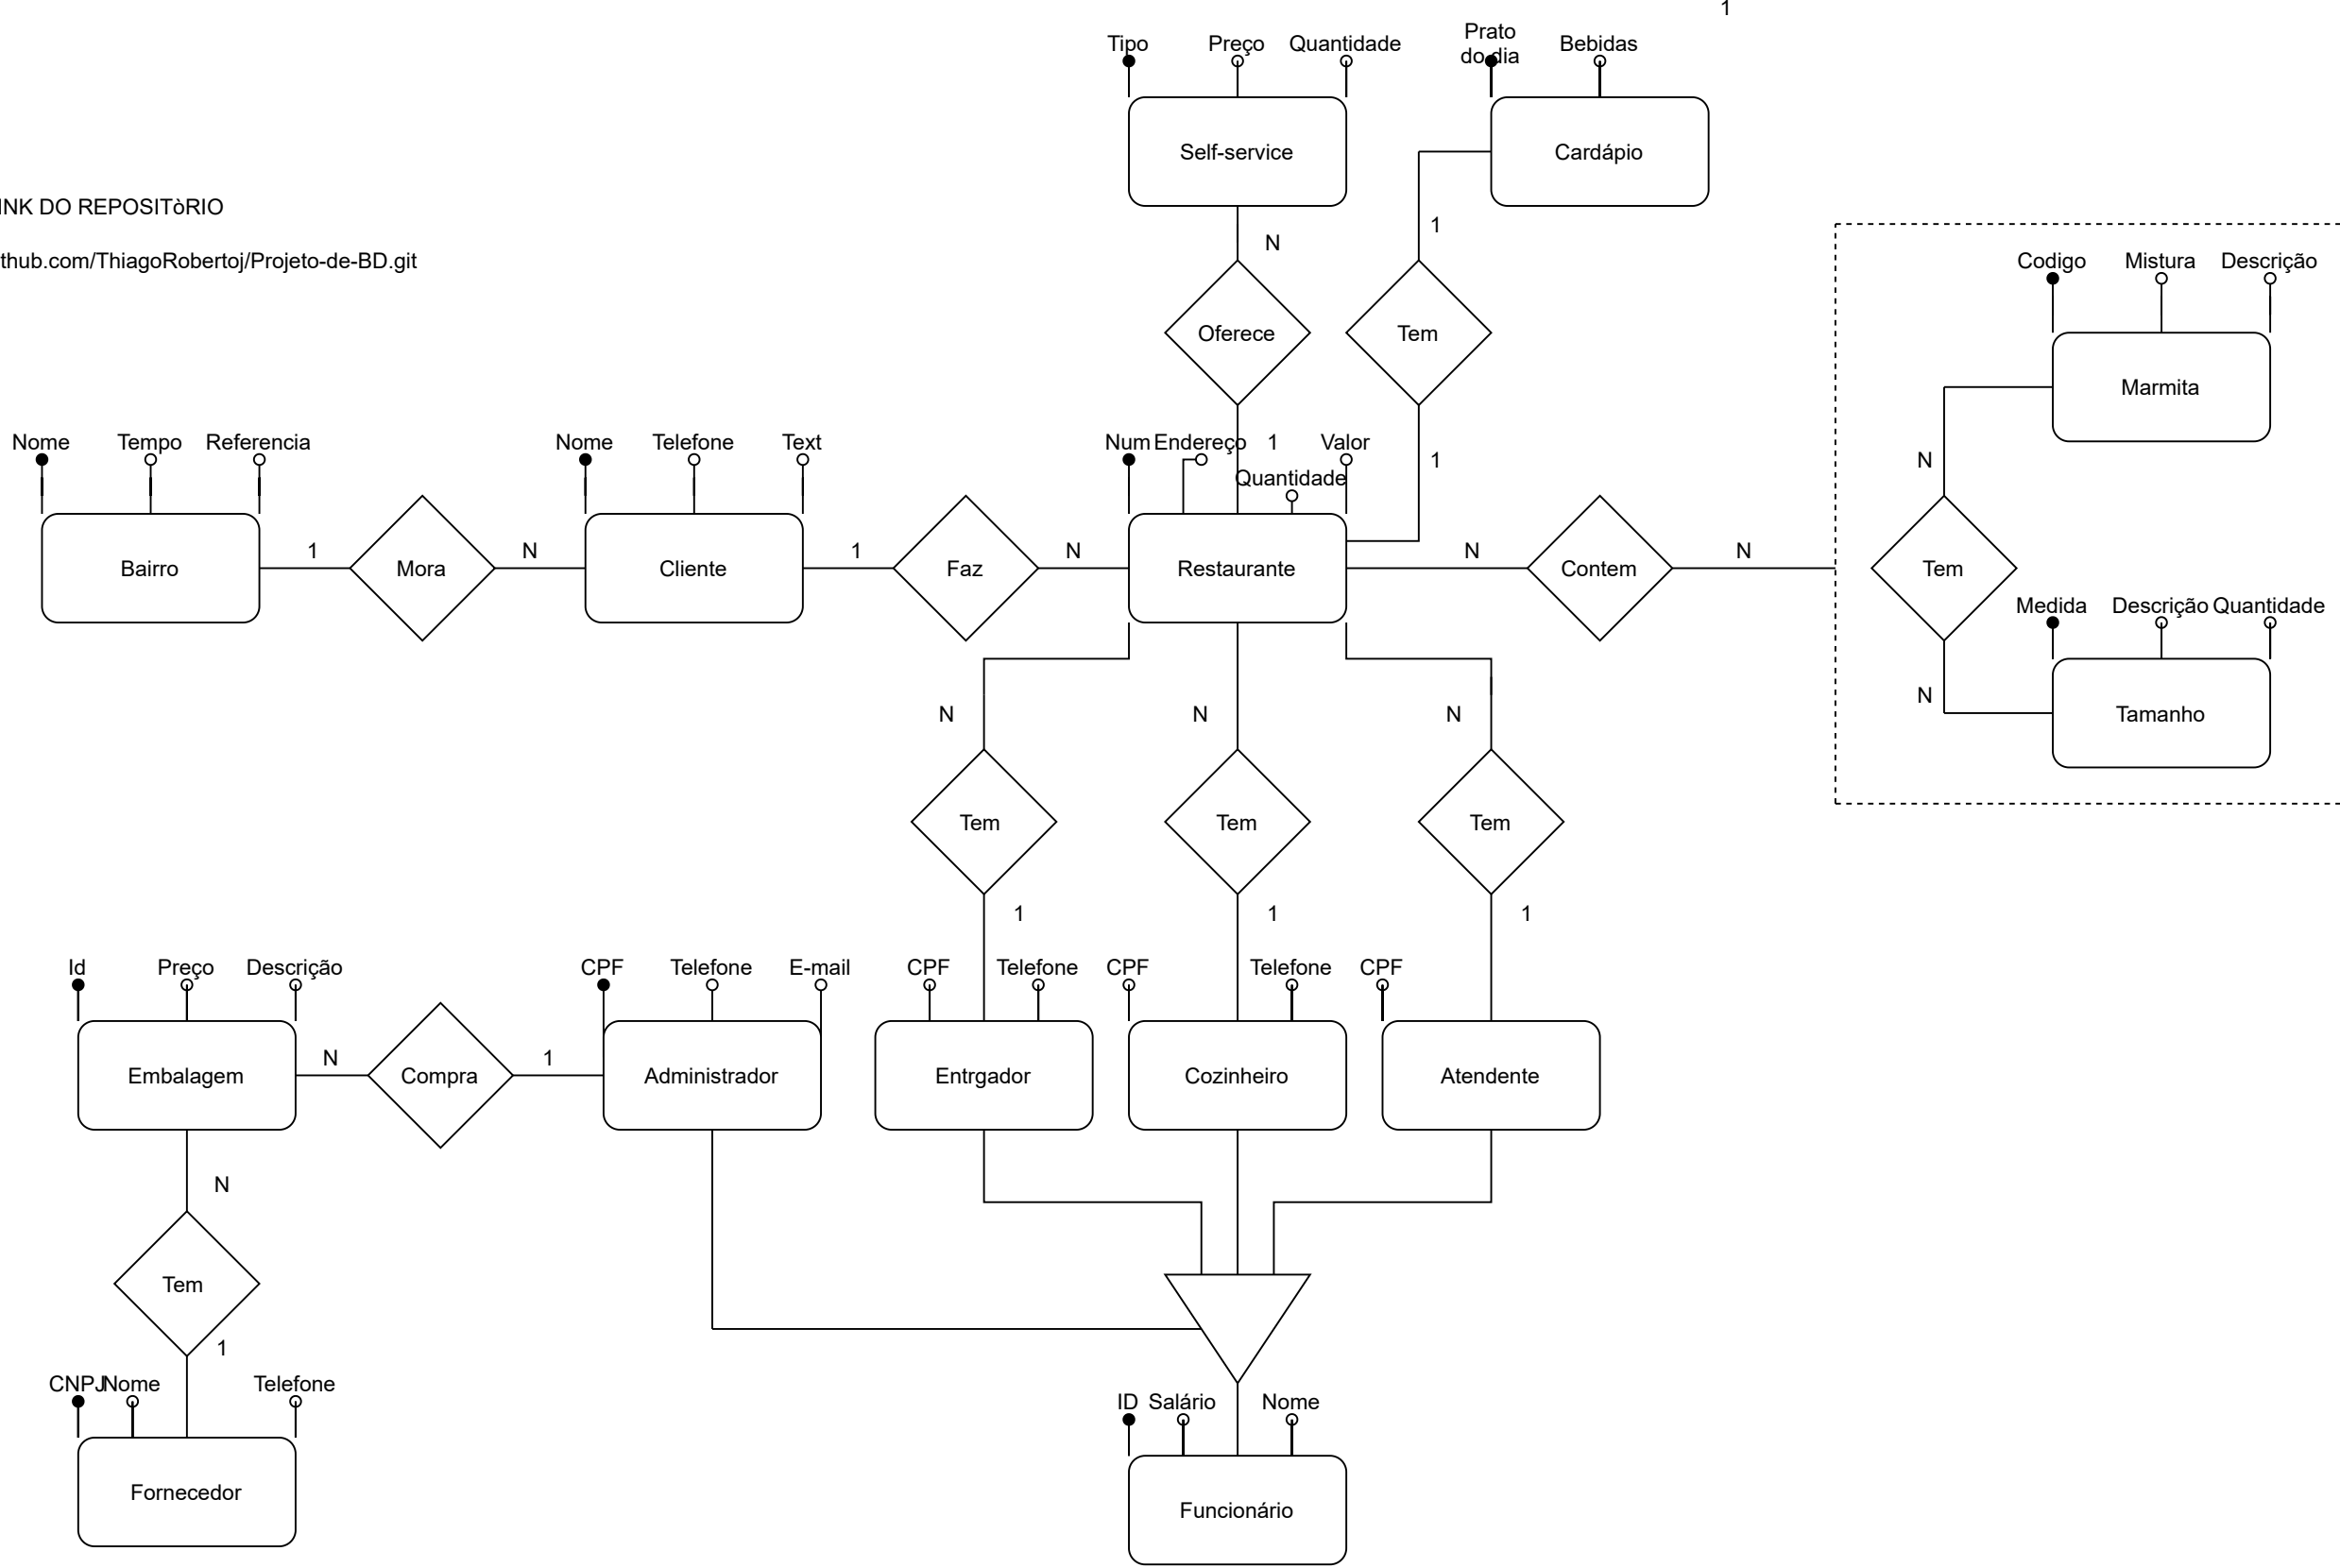 1
Prato
do dia
Tipo Preço Quantidade Bebidas
Self-service Cardápio
INK DO REPOSITòRIO
1
N
thub.com/ThiagoRobertoj/Projeto-de-BD.git
Codigo Mistura Descrição
Oferece Tem
Marmita
Nome Tempo Referencia Nome Telefone Text Num Endereço 1 Valor
1 N
Quantidade
1 N 1 N N N
Bairro Mora Cliente Faz Restaurante Contem Tem
Medida Descrição Quantidade
N
N N N Tamanho
Tem Tem Tem
1 1 1
Id Preço Descrição CPF Telefone E-mail CPF Telefone CPF Telefone CPF
N 1
Embalagem Compra Administrador Entrgador Cozinheiro Atendente
N
Tem
1
CNPJ Nome Telefone
ID Salário Nome
Fornecedor
Funcionário